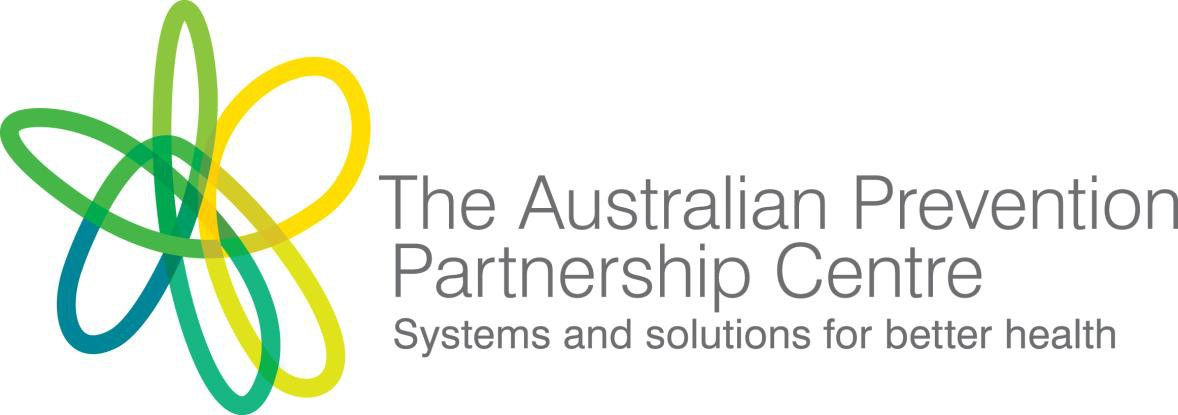 The Australian Prevention
Partnership Centre
Systems and solutions for better health